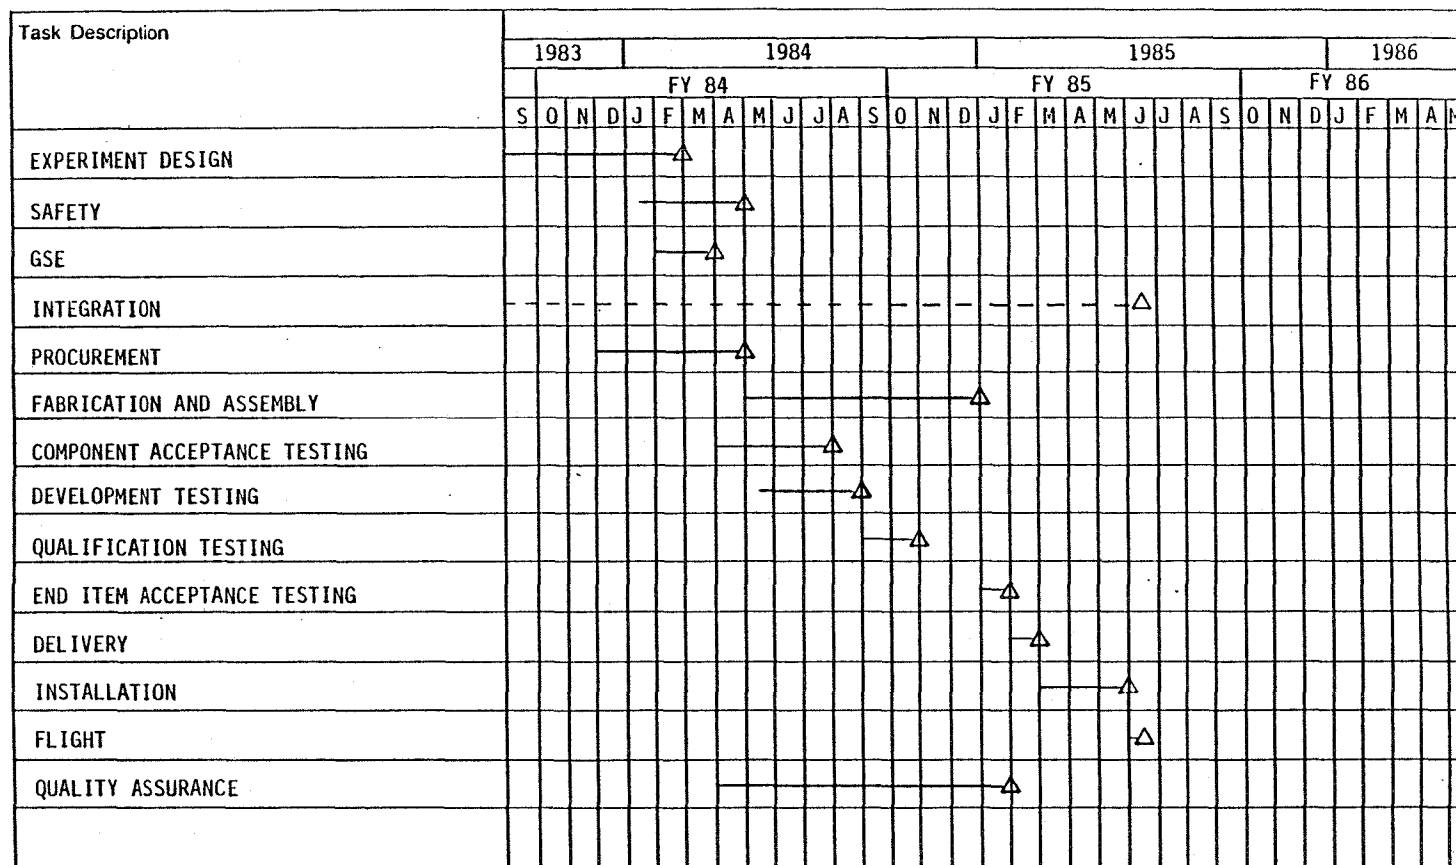 Task Description
1983 1984 1985 1986
FY 84 FY 85 FY 86
S O N D J F M A M J J A S O N D J F M A M J J A S O N D J F M A M
EXPERIMENT DESIGN
SAFETY
GSE
INTEGRATION
PROCUREMENT
FABRICATION AND ASSEMBLY
COMPONENT ACCEPTANCE TESTING
DEVELOPMENT TESTING
QUALIFICATION TESTING
END ITEM ACCEPTANCE TESTING
DELIVERY
INSTALLATION
FLIGHT
QUALITY ASSURANCE